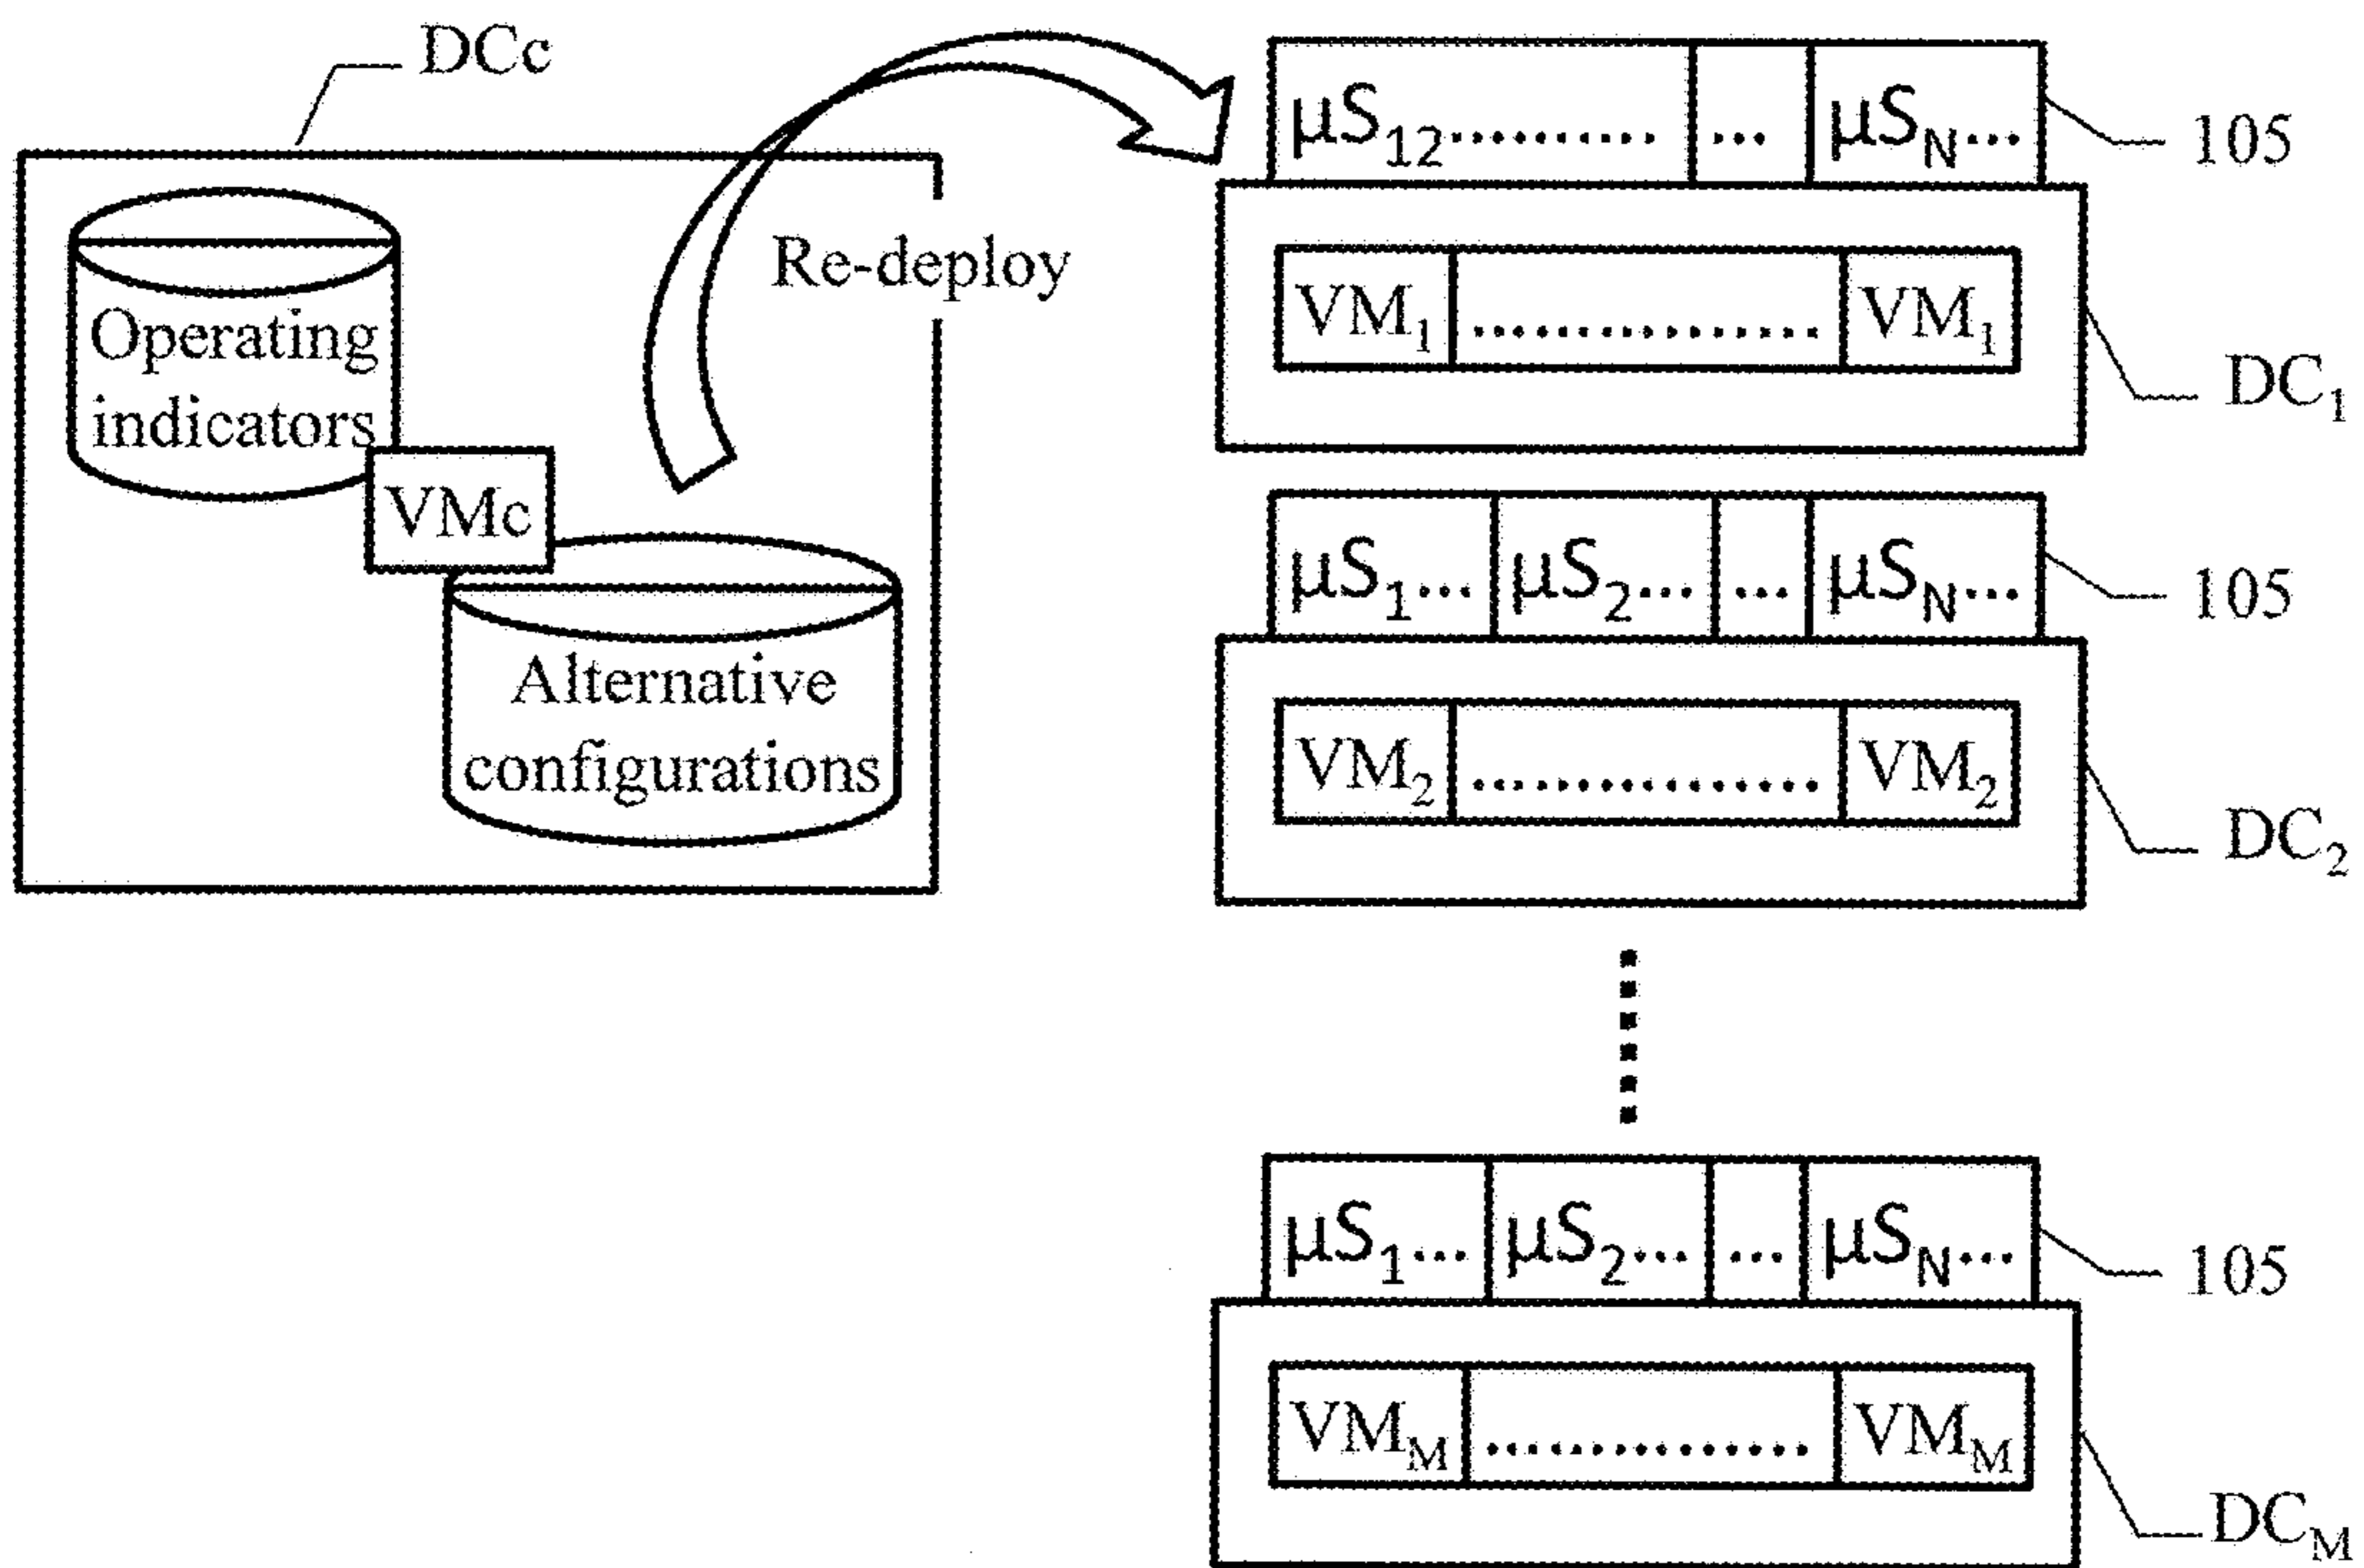 DCc
Operating
indicators
VMc
Alternative
configurations
Re-deploy
µS12.......... ... µSN...
105
VM1 ................ VM1
DC1
µS1... µS2... ... µSN...
105
VM2 ................ VM2
DC2
µS1... µS2... ... µSN...
105
VMM ............... VMM
DCM